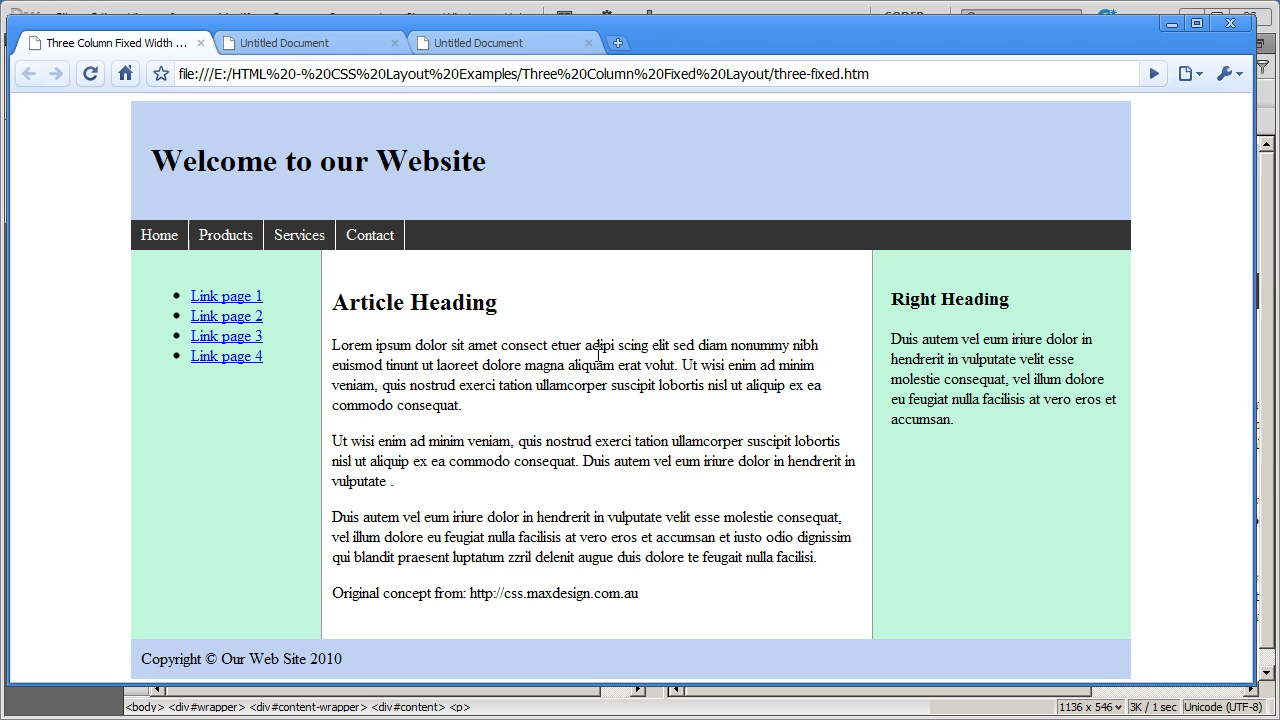 Three Column Fixed Width ...
Untitled Document
Untitled Document
file:///E:/HTML%20-%20CSS%20Layout%20Examples/Three%20Column%20Fixed%20Layout/three-fixed.htm
Welcome to our Website
Home
Products
Services
Contact
Link page 1
Link page 2
Link page 3
Link page 4
Article Heading
Lorem ipsum dolor sit amet consect etuer adipi scing elit sed diam nonummy nibh
euismod tinunt ut laoreet dolore magna aliquam erat volut. Ut wisi enim ad minim
veniam, quis nostrud exerci tation ullamcorper suscipit lobortis nisl ut aliquip ex ea
commodo consequat.
Ut wisi enim ad minim veniam, quis nostrud exerci tation ullamcorper suscipit lobortis
nisl ut aliquip ex ea commodo consequat. Duis autem vel eum iriure dolor in hendrerit in
vulputate .
Duis autem vel eum iriure dolor in hendrerit in vulputate velit esse molestie consequat,
vel illum dolore eu feugiat nulla facilisis at vero eros et accumsan et iusto odio dignissim
qui blandit praesent luptatum zzril delenit augue duis dolore te feugait nulla facilisi.
Original concept from: http://css.maxdesign.com.au
Right Heading
Duis autem vel eum iriure dolor in
hendrerit in vulputate velit esse
molestie consequat, vel illum dolore
eu feugiat nulla facilisis at vero eros et
accumsan.
Copyright © Our Web Site 2010
<body> <div#wrapper> <div#content-wrapper> <div#content> <p>
1136 x 546
3K / 1 sec
Unicode (UTF-8)